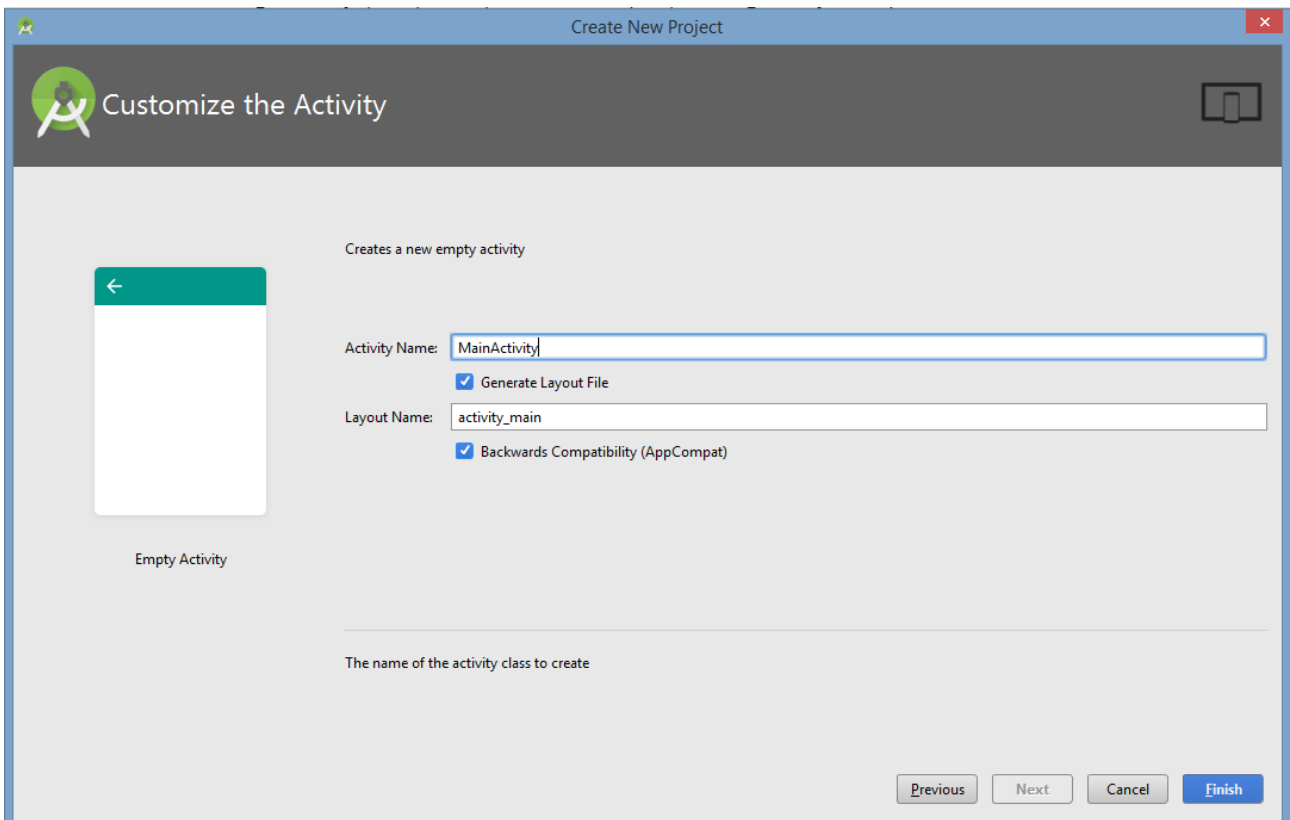 Create New Project
Customize the Activity
Creates a new empty activity
Activity Name: MainActivity
Generate Layout File
Layout Name: activity_main
Backwards Compatibility (AppCompat)
Empty Activity
The name of the activity class to create
Previous Next Cancel Finish